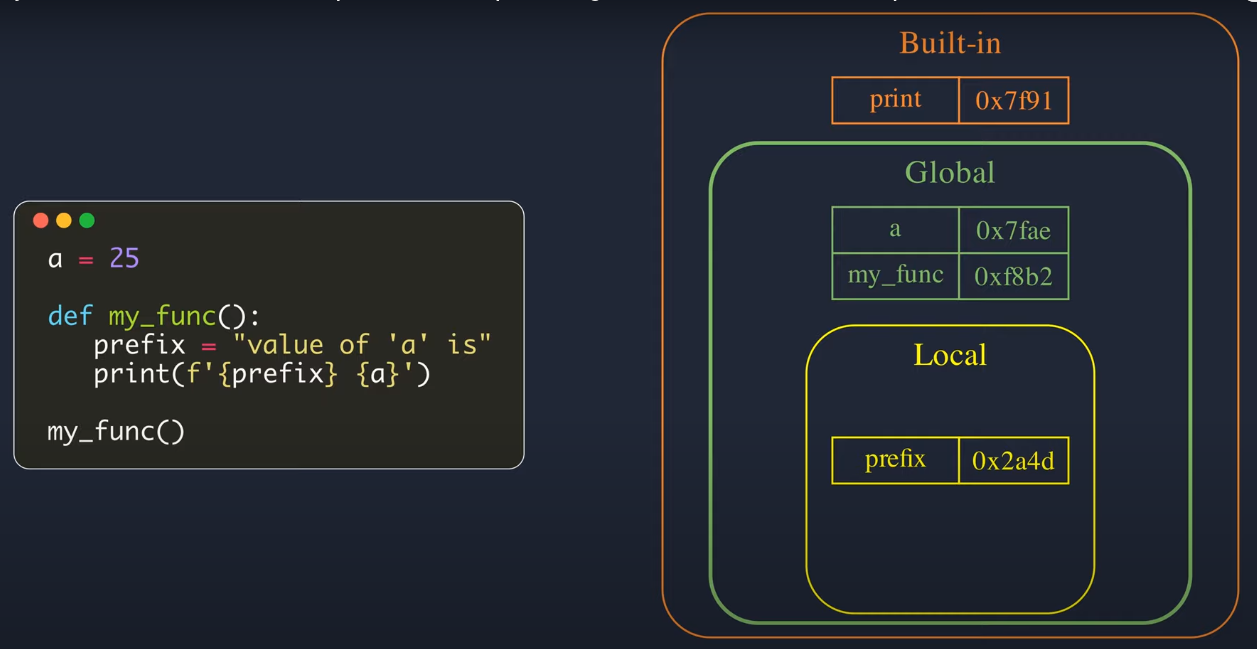 a = 25
def my_func():
prefix = "value of 'a' is"
print(f'{prefix} {a}')
my_func()
Built-in
print 0x7f91
Global
a 0x7fae
my_func 0xf8b2
Local
prefix 0x2a4d